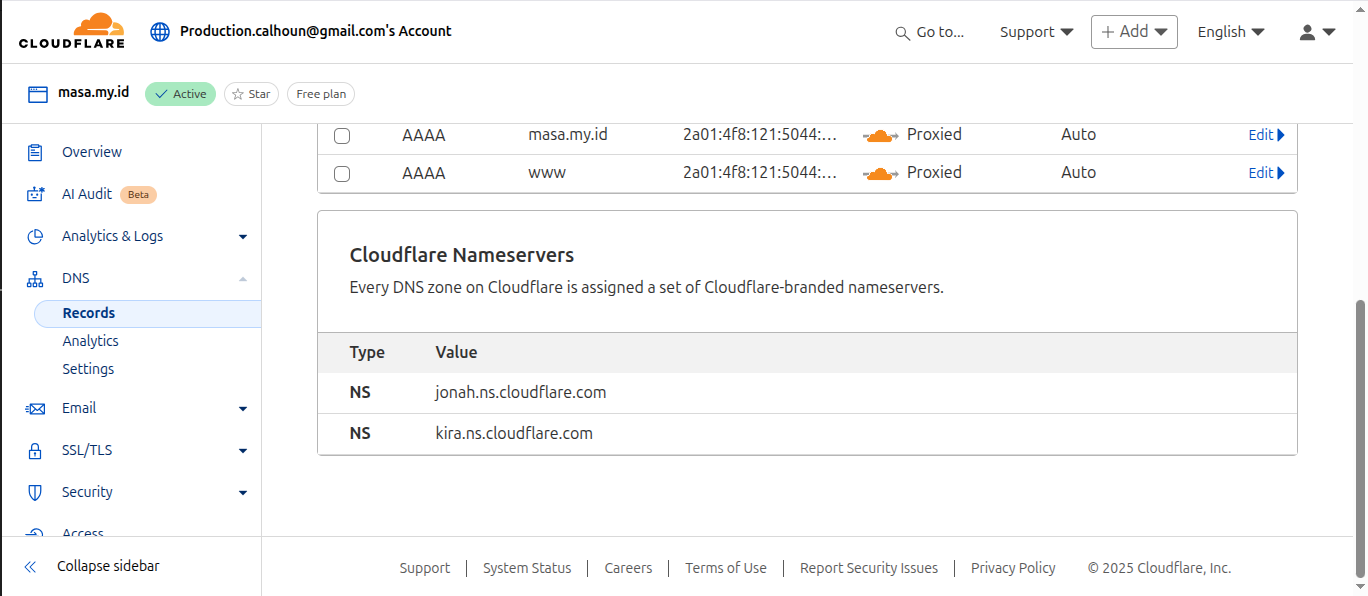 CLOUDFLARE
Production.calhoun@gmail.com's Account
Go to...
Support
+ Add
English
masa.my.id
Active
Star
Free plan
Overview
AI Audit Beta
Analytics & Logs
DNS
Records
Analytics
Settings
Email
SSL/TLS
Security
Access
Collapse sidebar
AAAA masa.my.id 2a01:4f8:121:5044:... Proxied Auto Edit
AAAA www 2a01:4f8:121:5044:... Proxied Auto Edit
Cloudflare Nameservers
Every DNS zone on Cloudflare is assigned a set of Cloudflare-branded nameservers.
Type Value
NS jonah.ns.cloudflare.com
NS kira.ns.cloudflare.com
Support | System Status | Careers | Terms of Use | Report Security Issues | Privacy Policy © 2025 Cloudflare, Inc.